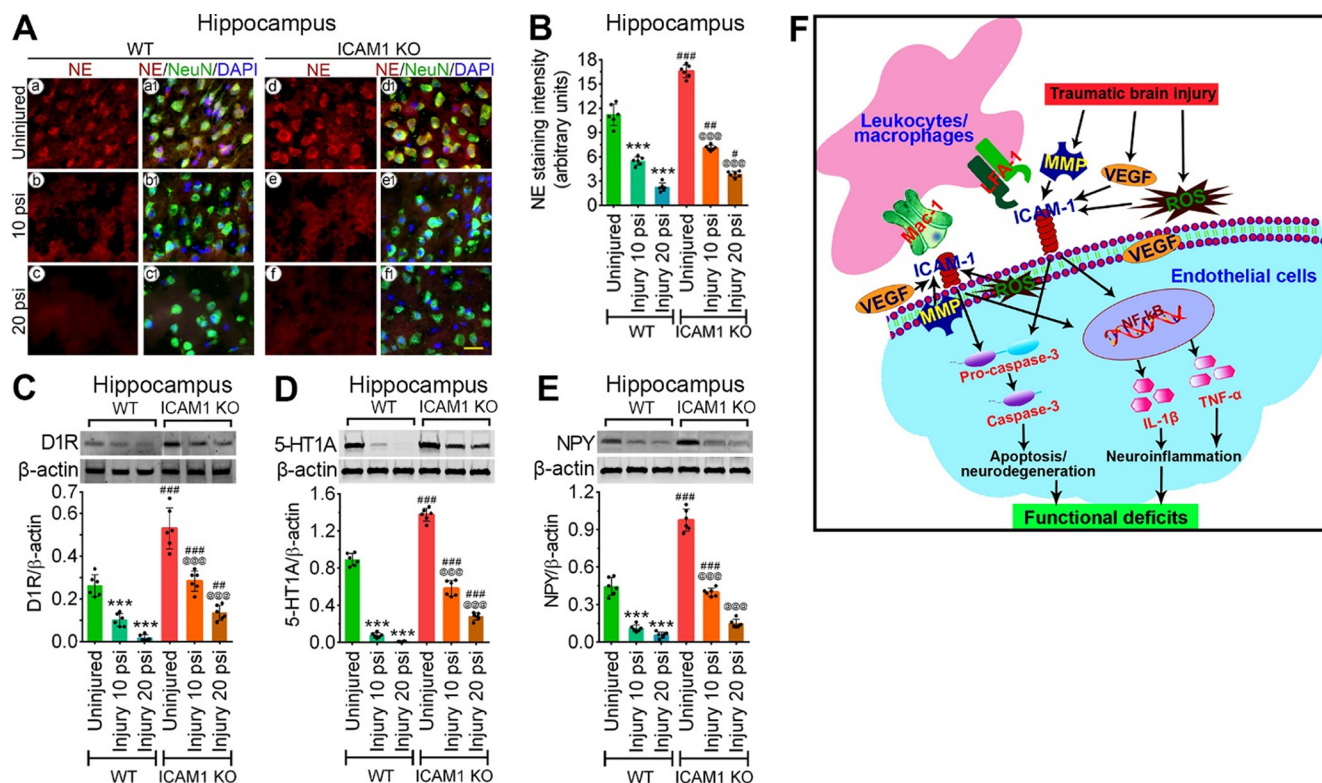 A
Hippocampus
WT
ICAM1 KO
NE
NE/NeuN/DAPI
NE
NE/NeuN/DAPI
Uninjured
a
a1
d
d1
10 psi
b
b1
e
e1
20 psi
c
c1
f
f1
B
Hippocampus
NE staining intensity
(arbitrary units)
18
15
12
9
6
3
0
***
***
###
##
@@@
#
@@@
Uninjured
Injury 10 psi
Injury 20 psi
Uninjured
Injury 10 psi
Injury 20 psi
WT
ICAM1 KO
C
Hippocampus
WT
ICAM1 KO
D1R
β-actin
D1R/β-actin
0.7
0.6
0.4
0.3
0.1
0.0
***
***
###
###
@@@
##
@@@
Uninjured
Injury 10 psi
Injury 20 psi
Uninjured
Injury 10 psi
Injury 20 psi
WT
ICAM1 KO
D
Hippocampus
WT
ICAM1 KO
5-HT1A
β-actin
5-HT1A/β-actin
1.6
1.2
0.8
0.4
0.0
***
***
###
###
@@@
###
@@@
Uninjured
Injury 10 psi
Injury 20 psi
Uninjured
Injury 10 psi
Injury 20 psi
WT
ICAM1 KO
E
Hippocampus
WT
ICAM1 KO
NPY
β-actin
NPY/β-actin
1.2
0.9
0.6
0.3
0.0
***
***
###
###
@@@
@@@
Uninjured
Injury 10 psi
Injury 20 psi
Uninjured
Injury 10 psi
Injury 20 psi
WT
ICAM1 KO
F
Traumatic brain injury
Leukocytes/
macrophages
LFA-1
MMP
VEGF
ROS
Mac-1
ICAM-1
ICAM-1
VEGF
MMP
ROS
VEGF
Endothelial cells
NF-kB
Pro-caspase-3
Caspase-3
IL-1β
TNF-α
Apoptosis/
neurodegeneration
Neuroinflammation
Functional deficits